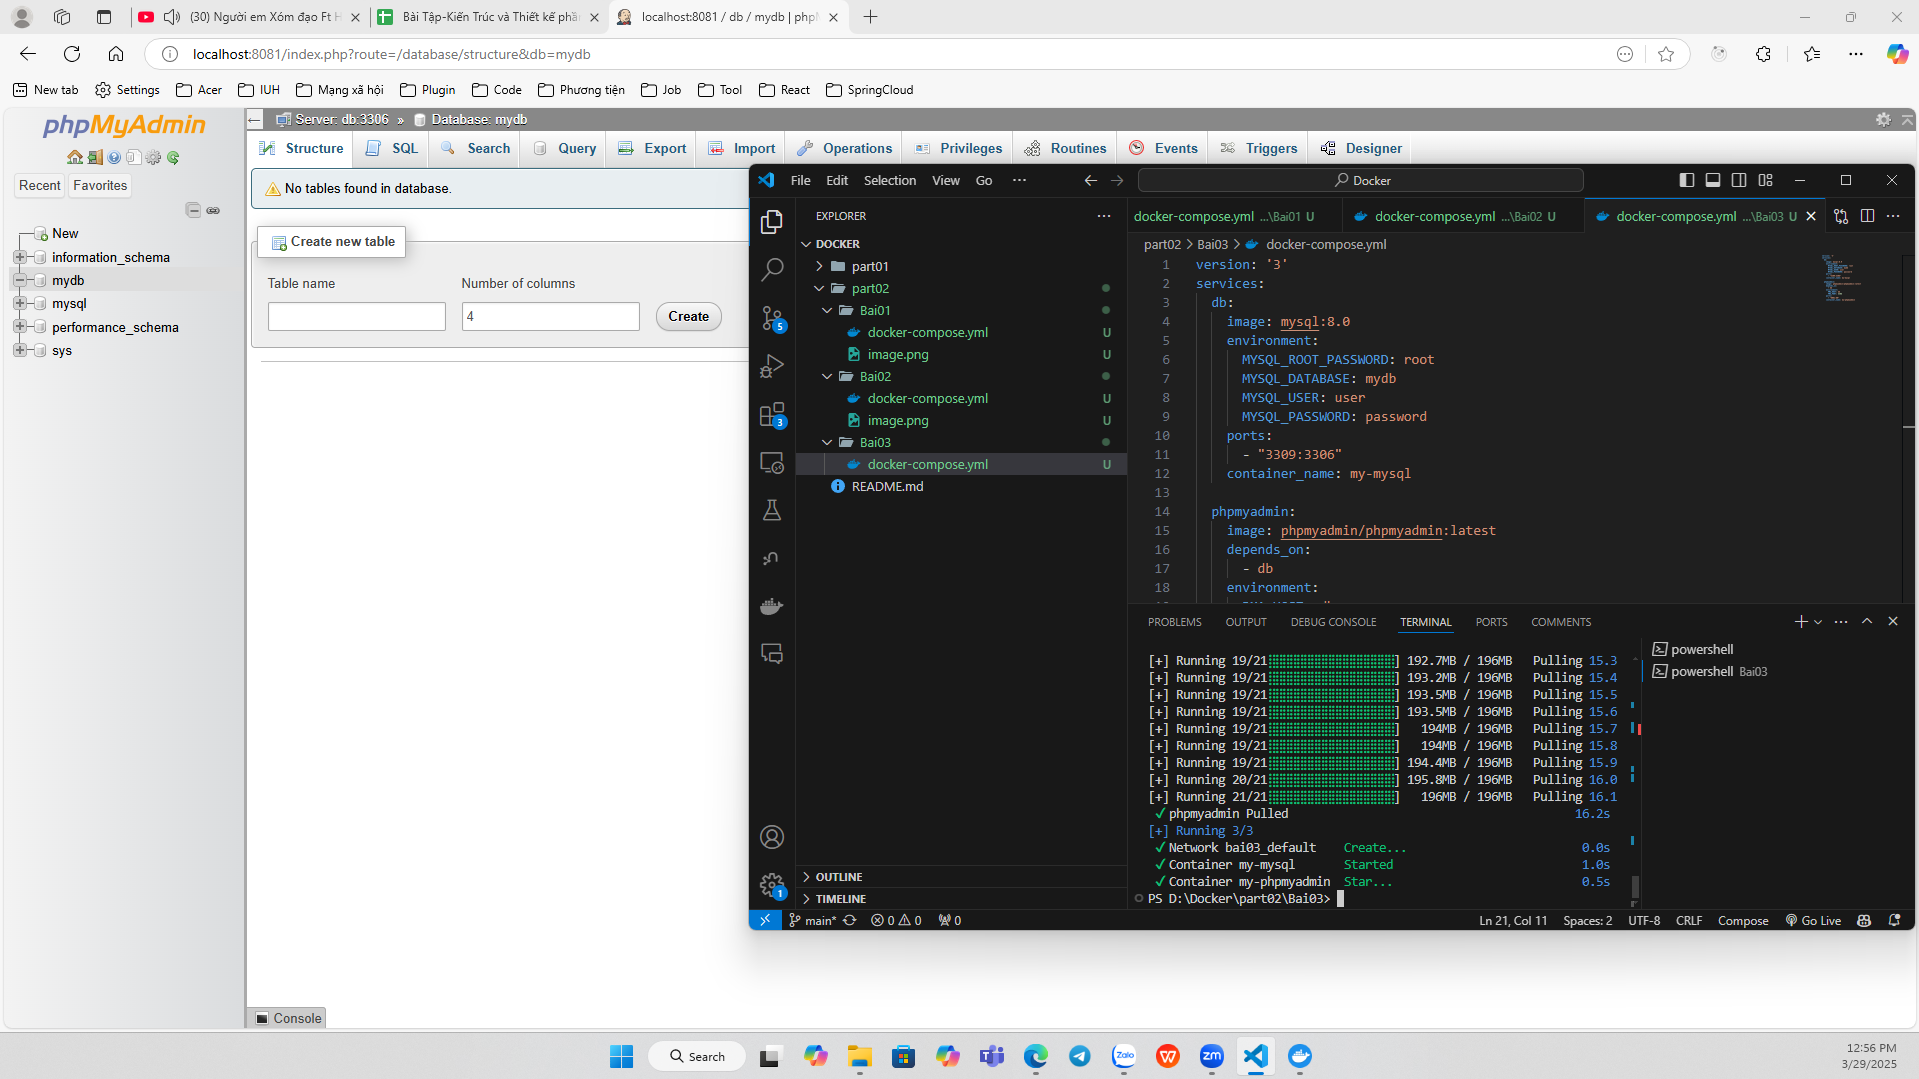 (30) Người em Xóm đạo Ft H
Bài Tập-Kiến Trúc và Thiết kế phần
localhost:8081 / db / mydb | phpM
localhost:8081/index.php?route=/database/structure&db=mydb
New tab
Settings
Acer
IUH
Mạng xã hội
Plugin
Code
Phương tiện
Job
Tool
React
SpringCloud
phpMyAdmin
Recent
Favorites
New
information_schema
mydb
mysql
performance_schema
sys
Server: db:3306 » Database: mydb
Structure
SQL
Search
Query
Export
Import
Operations
Privileges
Routines
Events
Triggers
Designer
No tables found in database.
Create new table
Table name
Number of columns
4
Create
Console
File
Edit
Selection
View
Go
Docker
EXPLORER
DOCKER
part01
part02
Bai01
docker-compose.yml U
image.png U
Bai02
docker-compose.yml U
image.png U
Bai03
docker-compose.yml U
README.md
OUTLINE
TIMELINE
5
3
1
docker-compose.yml ...\Bai01 U
docker-compose.yml ...\Bai02 U
docker-compose.yml ...\Bai03 U
part02 > Bai03 > docker-compose.yml
1 version: '3'
2 services:
3 db:
4 image: mysql:8.0
5 environment:
6 MYSQL_ROOT_PASSWORD: root
7 MYSQL_DATABASE: mydb
8 MYSQL_USER: user
9 MYSQL_PASSWORD: password
10 ports:
11 - "3309:3306"
12 container_name: my-mysql
13
14 phpmyadmin:
15 image: phpmyadmin/phpmyadmin:latest
16 depends_on:
17 - db
18 environment:
PROBLEMS
OUTPUT
DEBUG CONSOLE
TERMINAL
PORTS
COMMENTS
[+] Running 19/21 ] 192.7MB / 196MB Pulling 15.3
[+] Running 19/21 ] 193.2MB / 196MB Pulling 15.4
[+] Running 19/21 ] 193.5MB / 196MB Pulling 15.5
[+] Running 19/21 ] 193.5MB / 196MB Pulling 15.6
[+] Running 19/21 ] 194MB / 196MB Pulling 15.7
[+] Running 19/21 ] 194MB / 196MB Pulling 15.8
[+] Running 19/21 ] 194.4MB / 196MB Pulling 15.9
[+] Running 20/21 ] 195.8MB / 196MB Pulling 16.0
[+] Running 21/21 ] 196MB / 196MB Pulling 16.1
✓ phpmyadmin Pulled 16.2s
[+] Running 3/3
✓ Network bai03_default Create... 0.0s
✓ Container my-mysql Started 1.0s
✓ Container my-phpmyadmin Star... 0.5s
PS D:\Docker\part02\Bai03>
powershell
powershell Bai03
main*
0
0
0
Ln 21, Col 11
Spaces: 2
UTF-8
CRLF
Compose
Go Live
Search
Zalo
zm
12:56 PM
3/29/2025